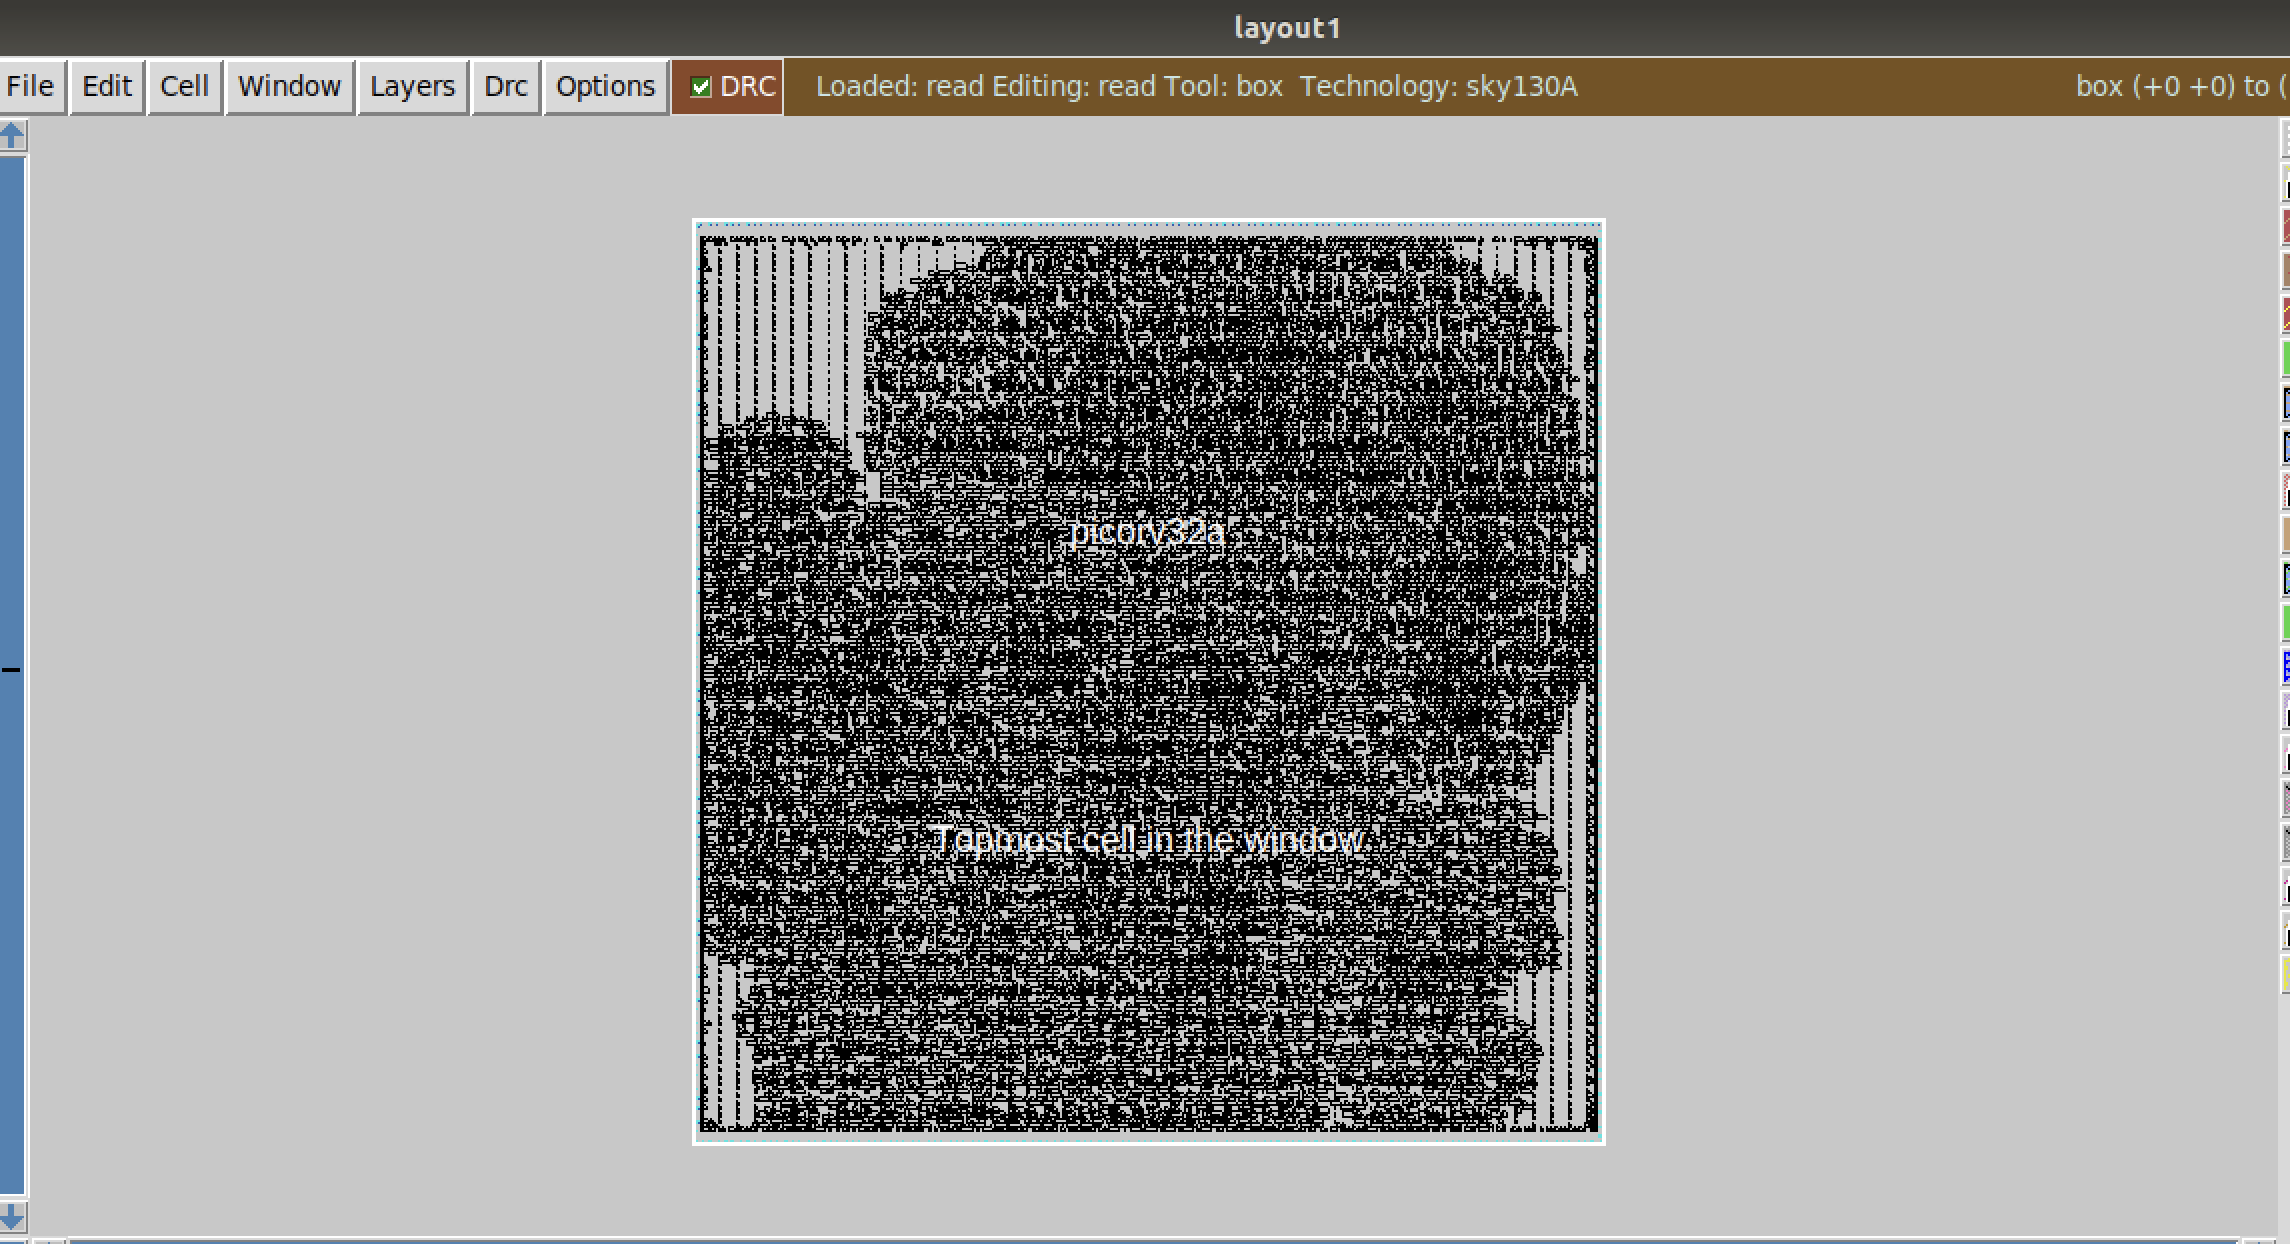 layout1
File Edit Cell Window Layers Drc Options DRC Loaded: read Editing: read Tool: box Technology: sky130A box (+0 +0) to (
picorv32a
Topmost cell in the window